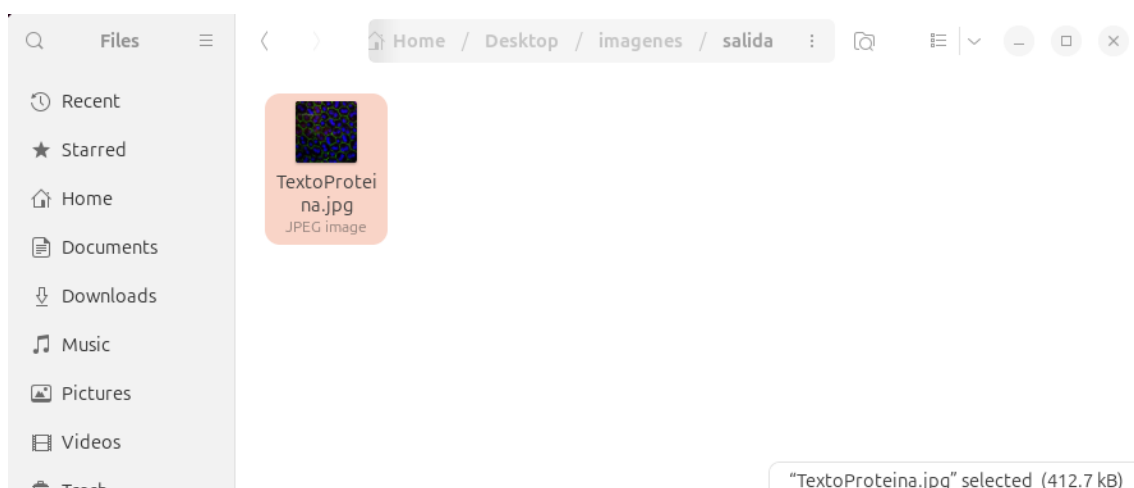 Files
Home / Desktop / imagenes / salida
Recent
Starred
Home
Documents
Downloads
Music
Pictures
Videos
Trash
TextoProtei
na.jpg
JPEG image
“TextoProteina.jpg” selected (412.7 kB)